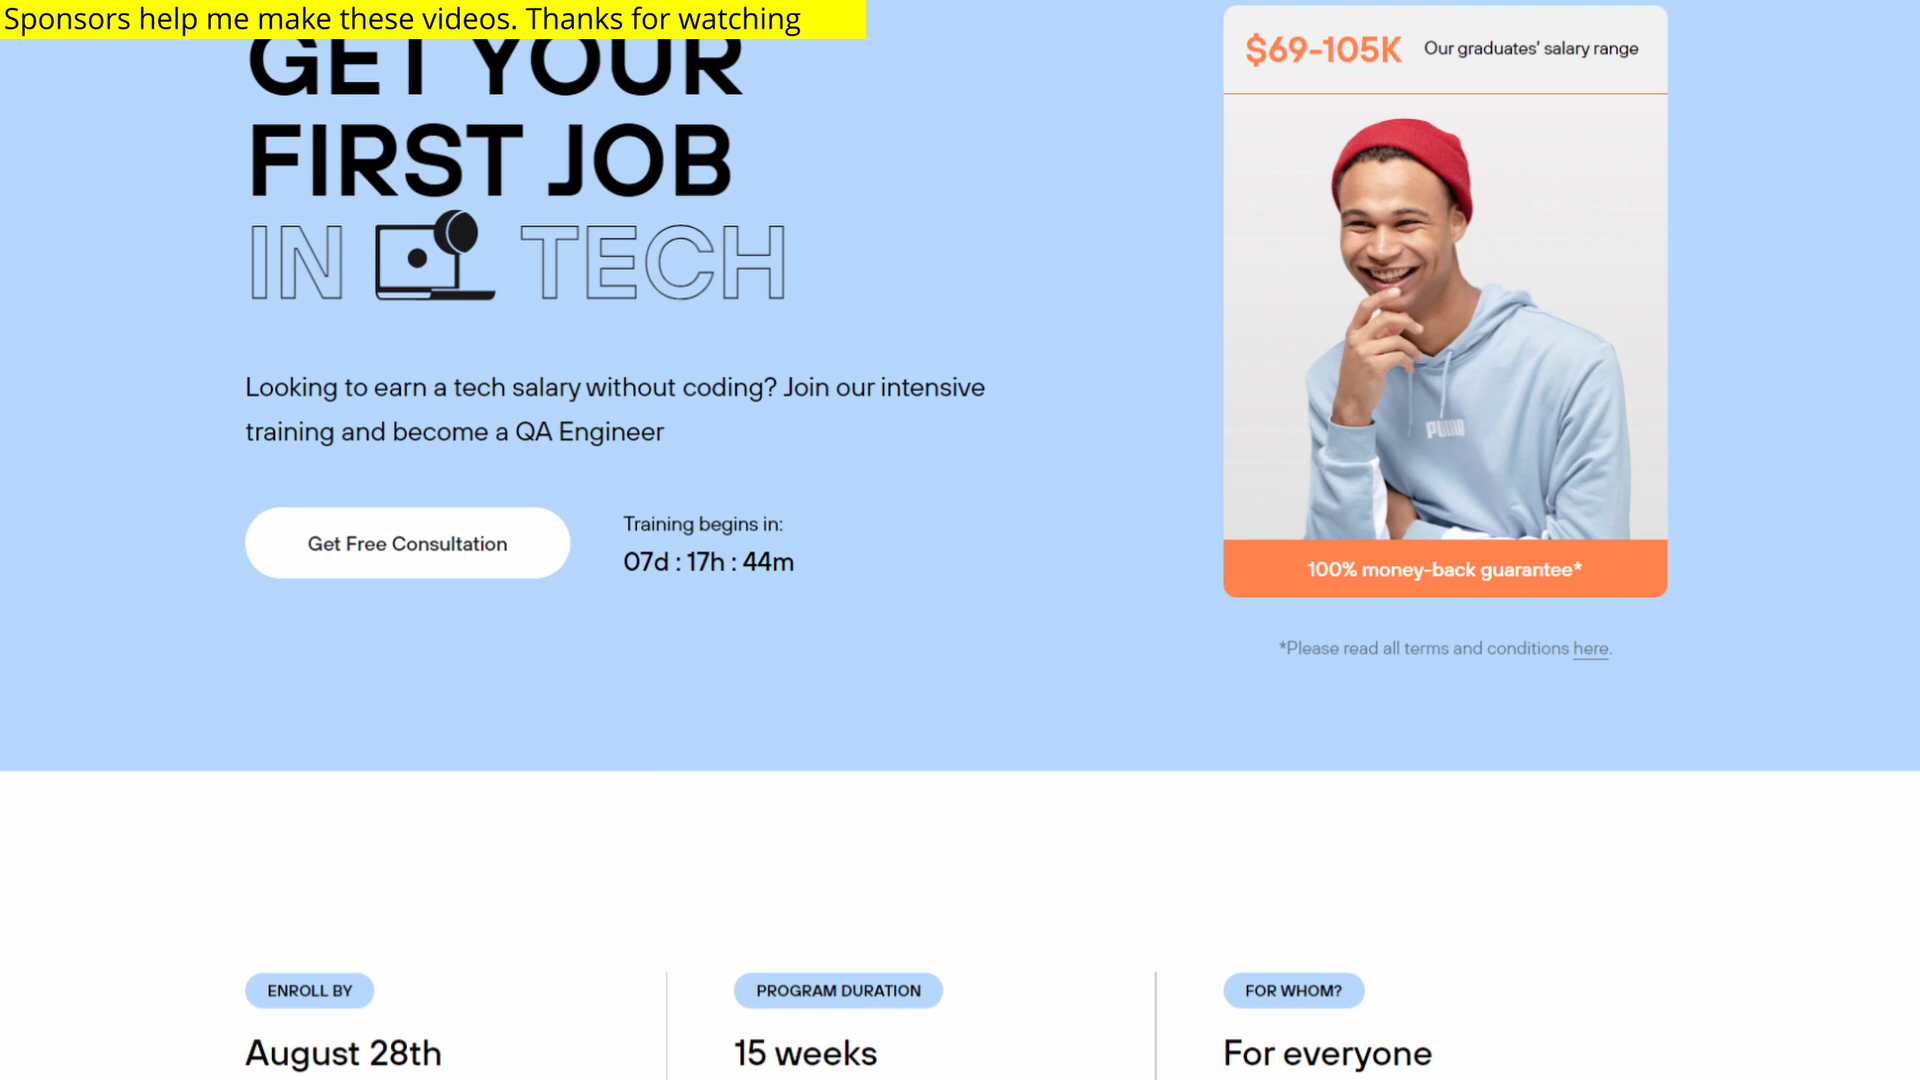 Sponsors help me make these videos. Thanks for watching
GET YOUR
FIRST JOB
IN TECH
Looking to earn a tech salary without coding? Join our intensive
training and become a QA Engineer
Get Free Consultation
Training begins in:
07d : 17h : 44m
$69-105K Our graduates' salary range
PUMA
100% money-back guarantee*
*Please read all terms and conditions here.
ENROLL BY
August 28th
PROGRAM DURATION
15 weeks
FOR WHOM?
For everyone